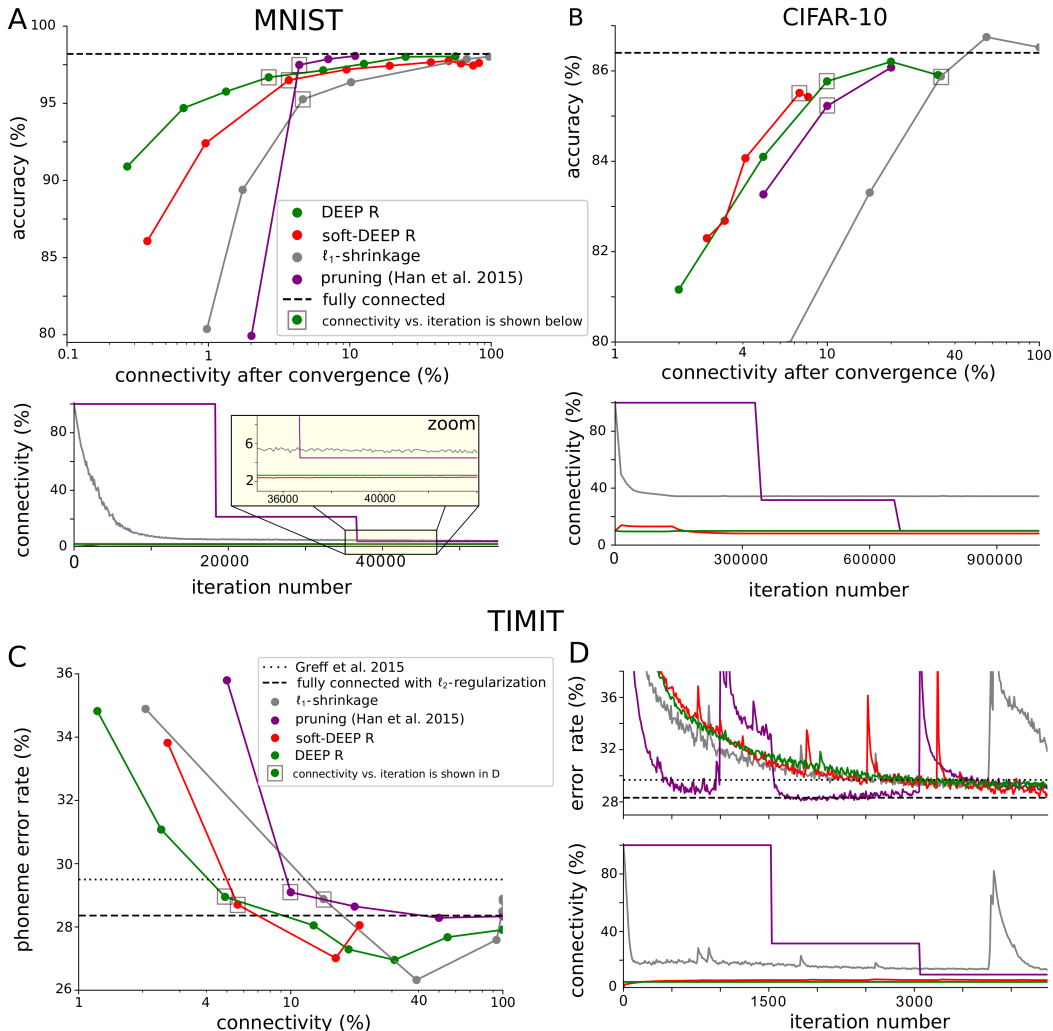 A
MNIST
100
95
90
85
80
accuracy (%)
0.1
1
10
100
connectivity after convergence (%)
DEEP R
soft-DEEP R
ℓ1-shrinkage
pruning (Han et al. 2015)
fully connected
connectivity vs. iteration is shown below
B
CIFAR-10
86
84
82
80
accuracy (%)
1
4
10
40
100
connectivity after convergence (%)
connectivity (%)
80
40
0
zoom
6
2
36000
40000
0
20000
40000
iteration number
connectivity (%)
80
40
0
0
300000
600000
900000
iteration number
TIMIT
C
36
34
32
30
28
26
phoneme error rate (%)
1
4
10
40
100
connectivity (%)
Greff et al. 2015
fully connected with ℓ2-regularization
ℓ1-shrinkage
pruning (Han et al. 2015)
soft-DEEP R
DEEP R
connectivity vs. iteration is shown in D
D
36
32
28
error rate (%)
80
40
0
connectivity (%)
0
1500
3000
iteration number